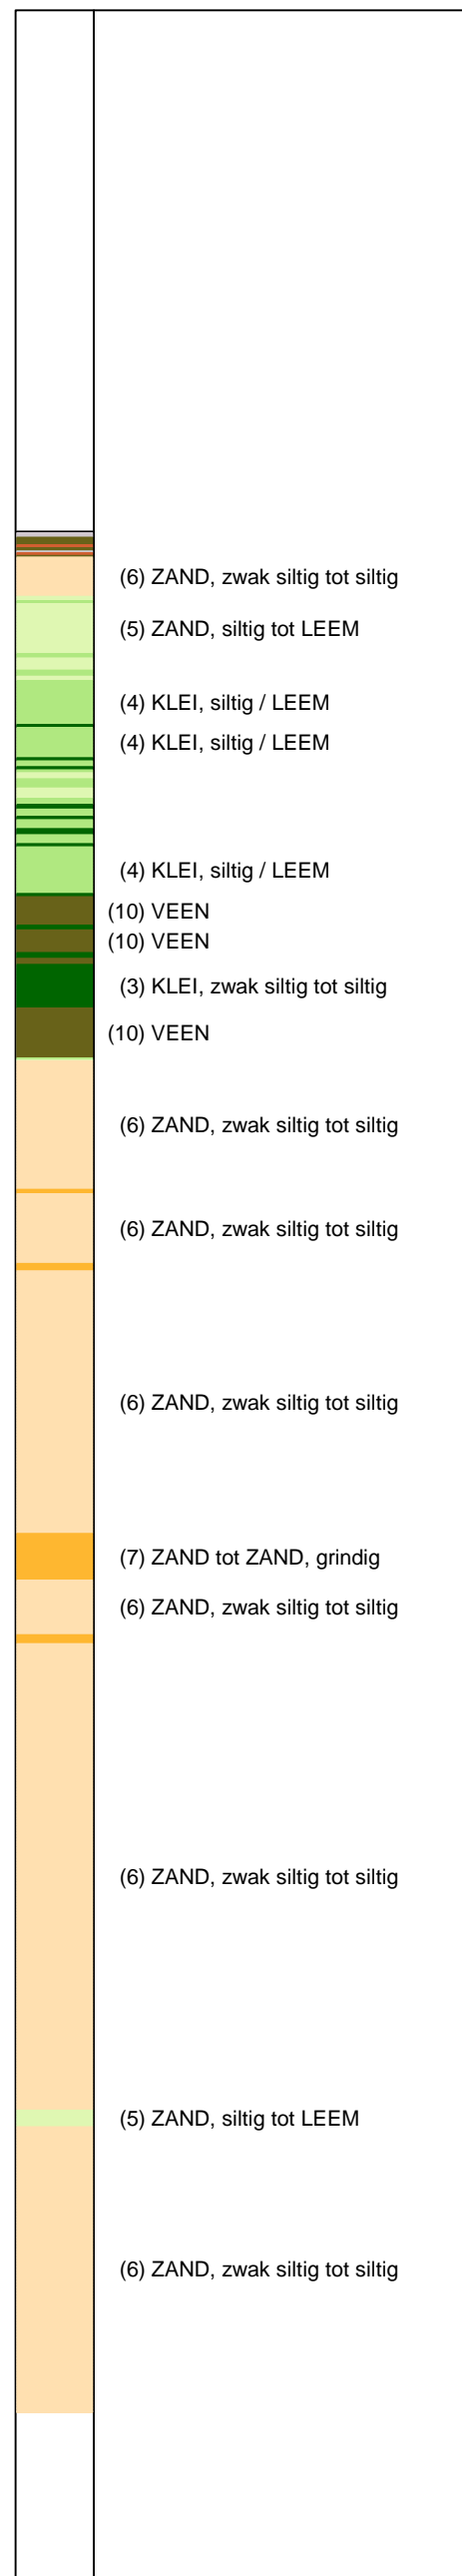 (6) ZAND, zwak siltig tot siltig
(5) ZAND, siltig tot LEEM
(4) KLEI, siltig / LEEM
(4) KLEI, siltig / LEEM
(4) KLEI, siltig / LEEM
(10) VEEN
(10) VEEN
(3) KLEI, zwak siltig tot siltig
(10) VEEN
(6) ZAND, zwak siltig tot siltig
(6) ZAND, zwak siltig tot siltig
(6) ZAND, zwak siltig tot siltig
(7) ZAND tot ZAND, grindig
(6) ZAND, zwak siltig tot siltig
(6) ZAND, zwak siltig tot siltig
(5) ZAND, siltig tot LEEM
(6) ZAND, zwak siltig tot siltig